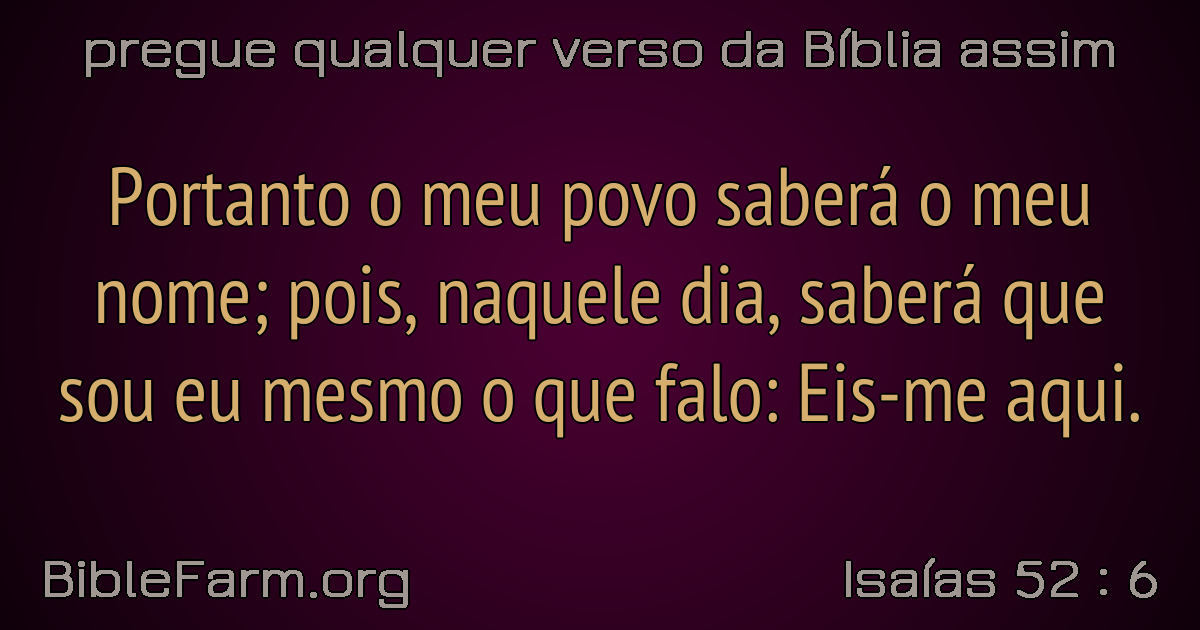 pregue qualquer verso da Bíblia assim
Portanto o meu povo saberá o meu
nome; pois, naquele dia, saberá que
sou eu mesmo o que falo: Eis-me aqui.
BibleFarm.org
Isaías 52 : 6